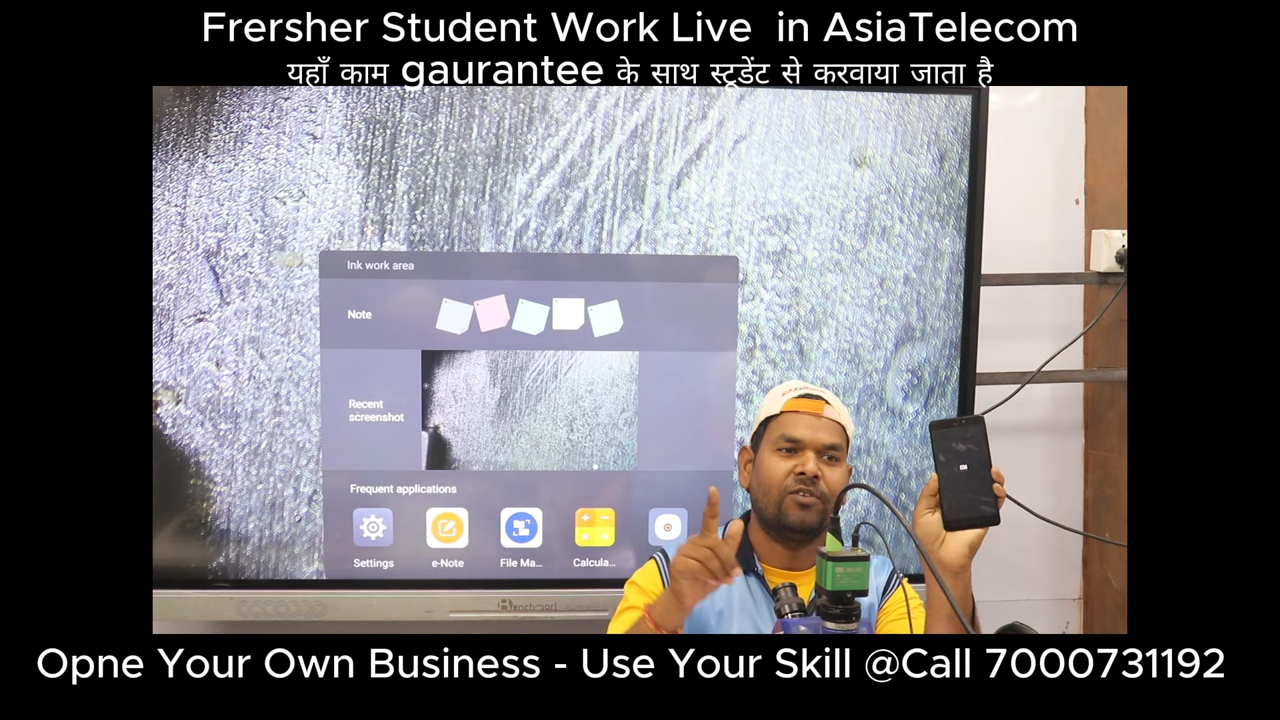 Frersher Student Work Live in AsiaTelecom
यहाँ काम gaurantee के साथ स्टूडेंट से करवाया जाता है
Ink work area
Note
Recent
screenshot
Frequent applications
Settings
e-Note
File Ma...
Calcula...
Opne Your Own Business - Use Your Skill @Call 7000731192